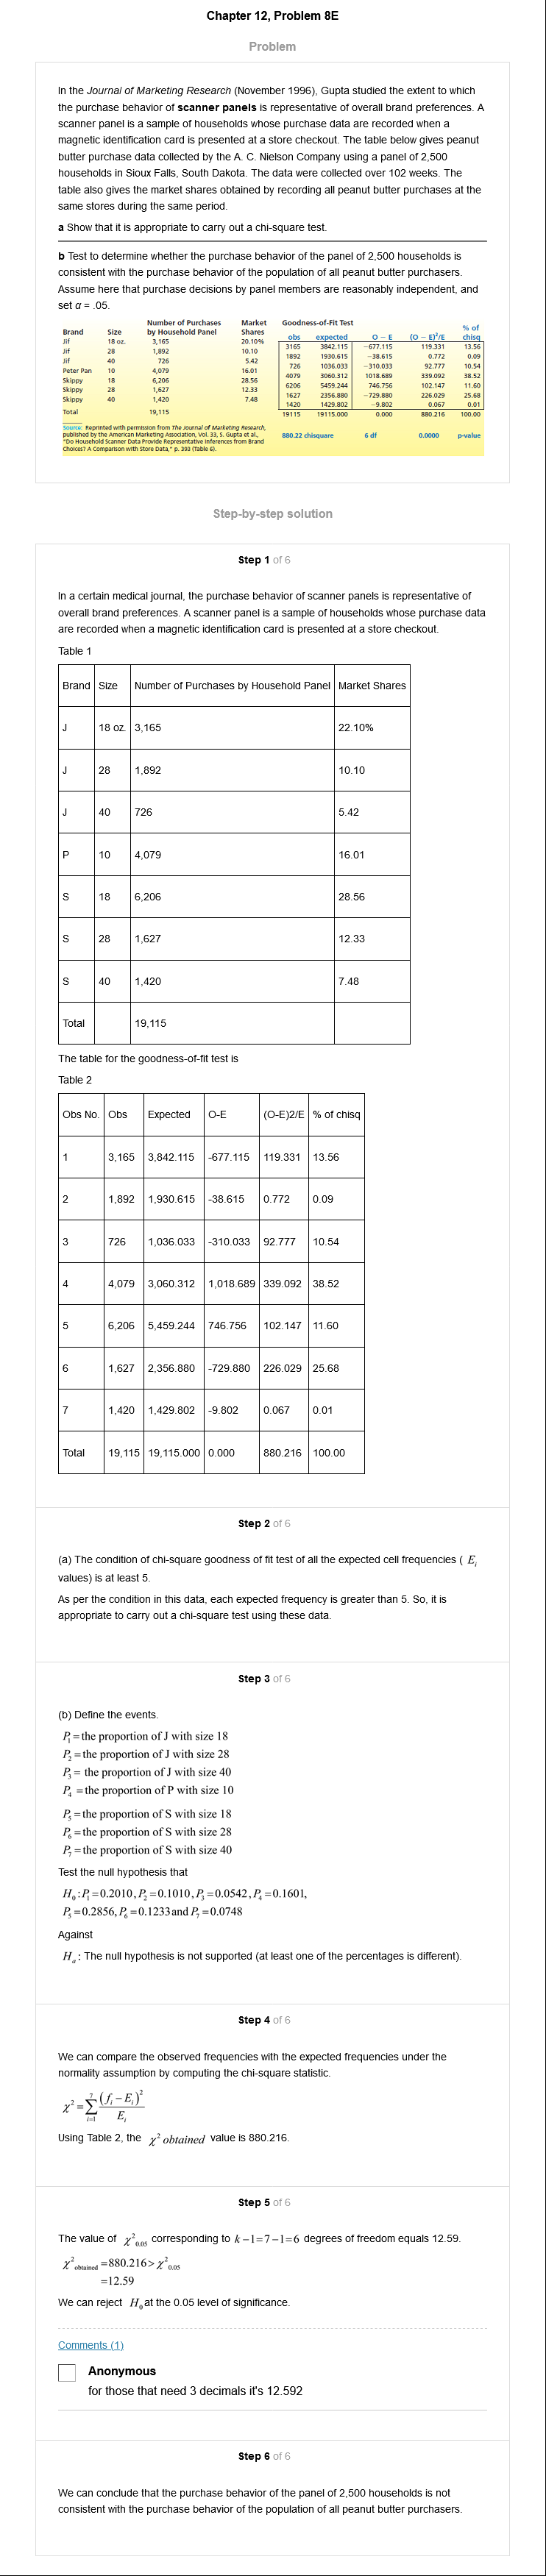 Chapter 12, Problem 8E
Problem
In the Journal of Marketing Research (November 1996), Gupta studied the extent to which
the purchase behavior of scanner panels is representative of overall brand preferences. A
scanner panel is a sample of households whose purchase data are recorded when a
magnetic identification card is presented at a store checkout. The table below gives peanut
butter purchase data collected by the A. C. Nielson Company using a panel of 2,500
households in Sioux Falls, South Dakota. The data were collected over 102 weeks. The
table also gives the market shares obtained by recording all peanut butter purchases at the
same stores during the same period.
a Show that it is appropriate to carry out a chi-square test.
b Test to determine whether the purchase behavior of the panel of 2,500 households is
consistent with the purchase behavior of the population of all peanut butter purchasers.
Assume here that purchase decisions by panel members are reasonably independent, and
set α = .05.
Number of Purchases Market Goodness-of-Fit Test % of
Brand Size by Household Panel Shares obs expected O − E (O − E)²/E chisq
Jif 18 oz. 3,165 20.10% 3165 3842.115 −677.115 119.331 13.56
Jif 28 1,892 10.10 1892 1930.615 −38.615 0.772 0.09
Jif 40 726 5.42 726 1036.033 −310.033 92.777 10.54
Peter Pan 10 4,079 16.01 4079 3060.312 1018.689 339.092 38.52
Skippy 18 6,206 28.56 6206 5459.244 746.756 102.147 11.60
Skippy 28 1,627 12.33 1627 2356.880 −729.880 226.029 25.68
Skippy 40 1,420 7.48 1420 1429.802 −9.802 0.067 0.01
Total 19,115 19115 19115.000 0.000 880.216 100.00
Source: Reprinted with permission from The Journal of Marketing Research,
published by the American Marketing Association, Vol. 33, S. Gupta et al.,
"Do Household Scanner Data Provide Representative Inferences from Brand
Choices? A Comparison with Store Data," p. 393 (Table 6).
880.22 chisquare 6 df 0.0000 p-value
Step-by-step solution
Step 1 of 6
In a certain medical journal, the purchase behavior of scanner panels is representative of
overall brand preferences. A scanner panel is a sample of households whose purchase data
are recorded when a magnetic identification card is presented at a store checkout.
Table 1
Brand Size Number of Purchases by Household Panel Market Shares
J 18 oz. 3,165 22.10%
J 28 1,892 10.10
J 40 726 5.42
P 10 4,079 16.01
S 18 6,206 28.56
S 28 1,627 12.33
S 40 1,420 7.48
Total 19,115
The table for the goodness-of-fit test is
Table 2
Obs No. Obs Expected O-E (O-E)2/E % of chisq
1 3,165 3,842.115 -677.115 119.331 13.56
2 1,892 1,930.615 -38.615 0.772 0.09
3 726 1,036.033 -310.033 92.777 10.54
4 4,079 3,060.312 1,018.689 339.092 38.52
5 6,206 5,459.244 746.756 102.147 11.60
6 1,627 2,356.880 -729.880 226.029 25.68
7 1,420 1,429.802 -9.802 0.067 0.01
Total 19,115 19,115.000 0.000 880.216 100.00
Step 2 of 6
(a) The condition of chi-square goodness of fit test of all the expected cell frequencies ( E_i
values) is at least 5.
As per the condition in this data, each expected frequency is greater than 5. So, it is
appropriate to carry out a chi-square test using these data.
Step 3 of 6
(b) Define the events.
P₁ = the proportion of J with size 18
P₂ = the proportion of J with size 28
P₃ = the proportion of J with size 40
P₄ = the proportion of P with size 10
P₅ = the proportion of S with size 18
P₆ = the proportion of S with size 28
P₇ = the proportion of S with size 40
Test the null hypothesis that
H₀ : P₁ = 0.2010, P₂ = 0.1010, P₃ = 0.0542, P₄ = 0.1601,
P₅ = 0.2856, P₆ = 0.1233 and P₇ = 0.0748
Against
H_a : The null hypothesis is not supported (at least one of the percentages is different).
Step 4 of 6
We can compare the observed frequencies with the expected frequencies under the
normality assumption by computing the chi-square statistic.
χ² = ∑_{i=1}^{7} (f_i − E_i)² / E_i
Using Table 2, the χ² obtained value is 880.216.
Step 5 of 6
The value of χ²_0.05 corresponding to k − 1 = 7 − 1 = 6 degrees of freedom equals 12.59.
χ²_obtained = 880.216 > χ²_0.05
= 12.59
We can reject H₀ at the 0.05 level of significance.
Comments (1)
Anonymous
for those that need 3 decimals it's 12.592
Step 6 of 6
We can conclude that the purchase behavior of the panel of 2,500 households is not
consistent with the purchase behavior of the population of all peanut butter purchasers.